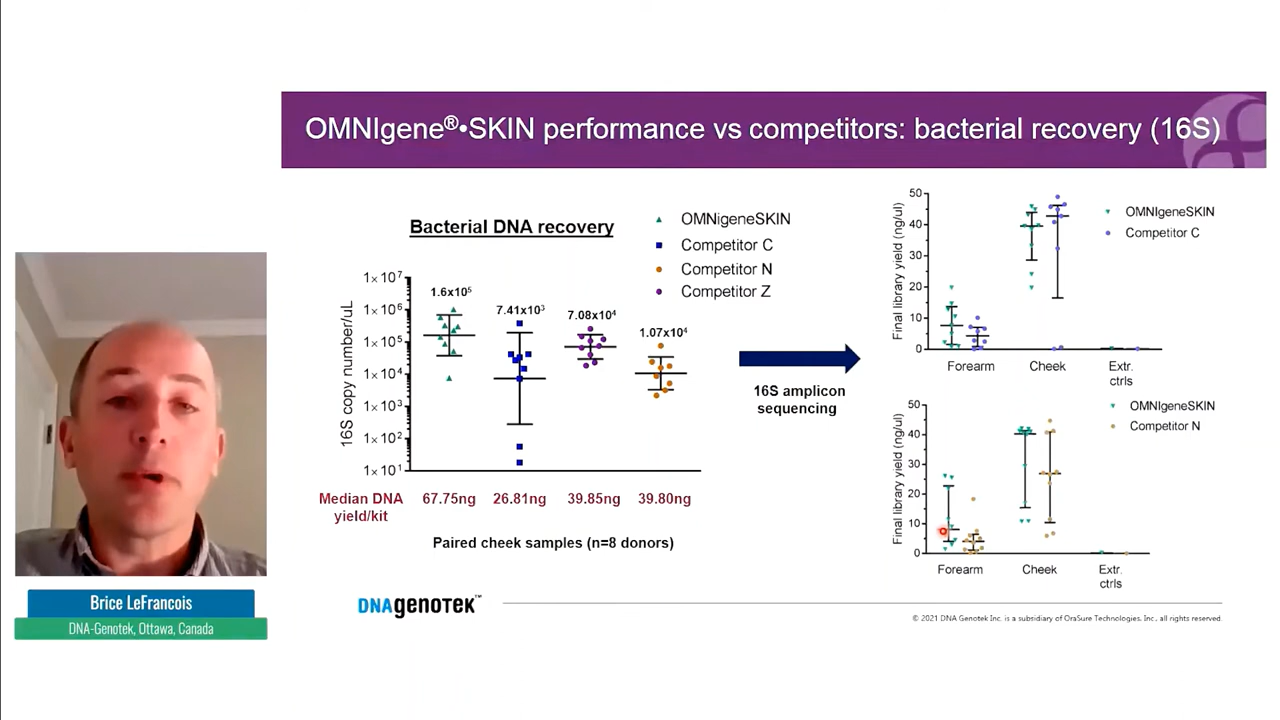 OMNIgene®•SKIN performance vs competitors: bacterial recovery (16S)
Bacterial DNA recovery
OMNigeneSKIN
Competitor C
Competitor N
Competitor Z
16S copy number/uL
1×10⁷
1×10⁶
1×10⁵
1×10⁴
1×10³
1×10²
1×10¹
1.6x10⁵
7.41x10³
7.08x10⁴
1.07x10⁴
Median DNA yield/kit
67.75ng
26.81ng
39.85ng
39.80ng
Paired cheek samples (n=8 donors)
16S amplicon
sequencing
Final library yield (ng/ul)
50
40
30
20
10
0
Forearm
Cheek
Extr.
ctrls
OMNIgeneSKIN
Competitor C
Final library yield (ng/ul)
50
40
30
20
10
0
Forearm
Cheek
Extr.
ctrls
OMNIgeneSKIN
Competitor N
Brice LeFrancois
DNA-Genotek, Ottawa, Canada
DNAgenoTEK™
© 2021 DNA Genotek Inc. is a subsidiary of OraSure Technologies. Inc., all rights reserved.